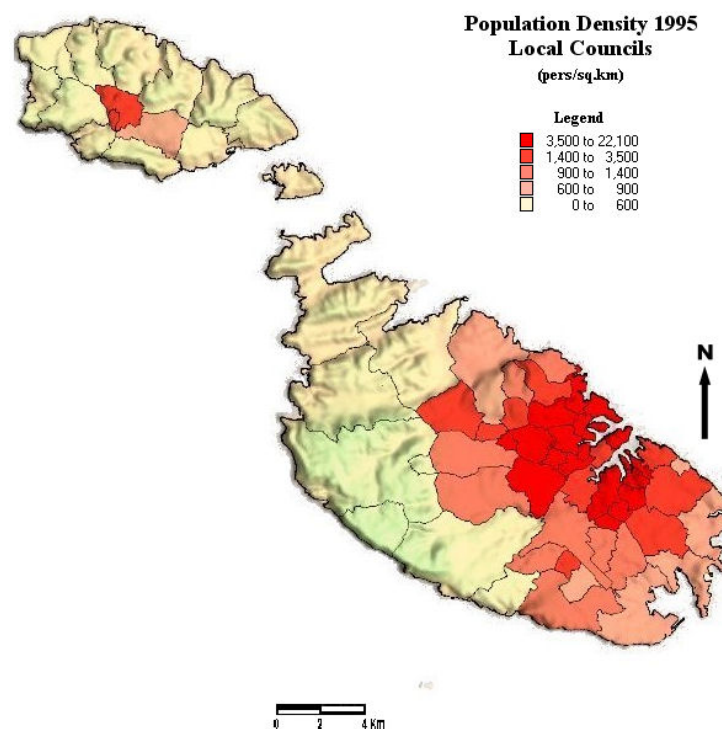 Population Density 1995
Local Councils
(pers/sq.km)
Legend
3,500 to 22,100
1,400 to 3,500
900 to 1,400
600 to 900
0 to 600
N
0 2 4 Km